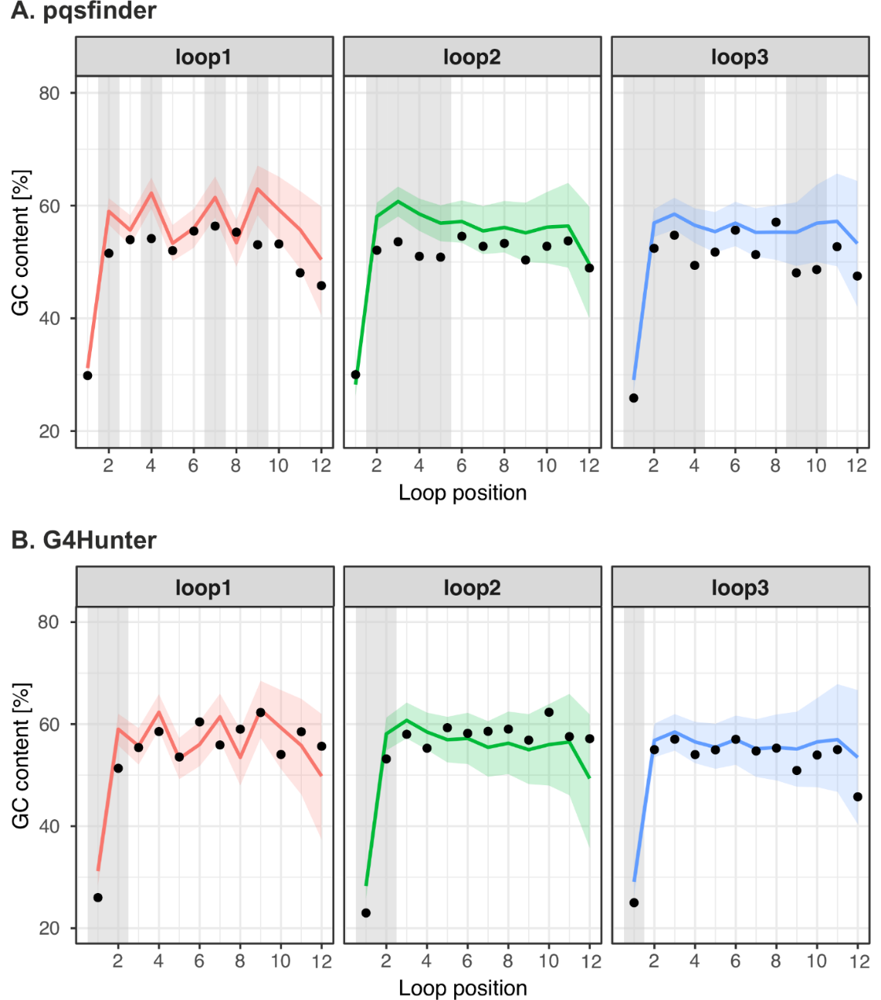 A. pqsfinder
loop1 loop2 loop3
80
60
40
20
GC content [%]
2 4 6 8 10 12 2 4 6 8 10 12 2 4 6 8 10 12
Loop position
B. G4Hunter
loop1 loop2 loop3
80
60
40
20
GC content [%]
2 4 6 8 10 12 2 4 6 8 10 12 2 4 6 8 10 12
Loop position